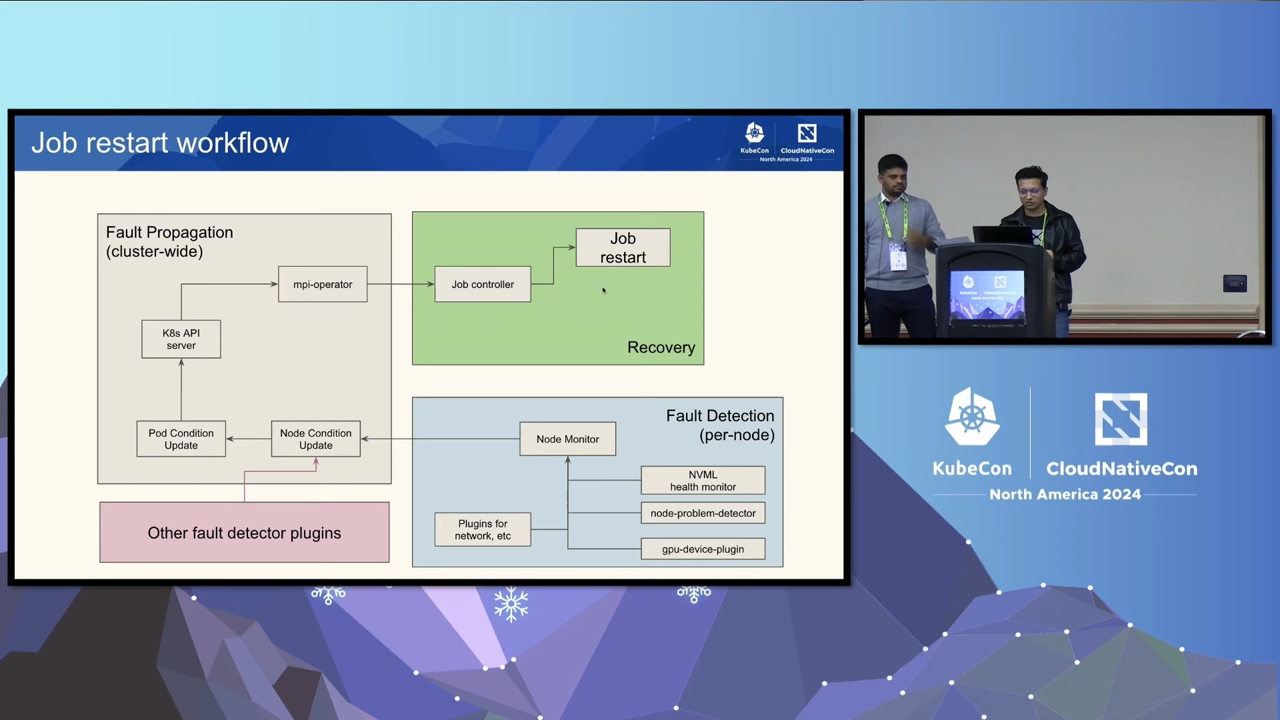 Job restart workflow
KubeCon
CloudNativeCon
North America 2024
Fault Propagation
(cluster-wide)
mpi-operator
K8s API
server
Pod Condition
Update
Node Condition
Update
Other fault detector plugins
Job
restart
Job controller
Recovery
Fault Detection
(per-node)
Node Monitor
NVML
health monitor
node-problem-detector
Plugins for
network, etc
gpu-device-plugin
KubeCon
CloudNativeCon
North America 2024